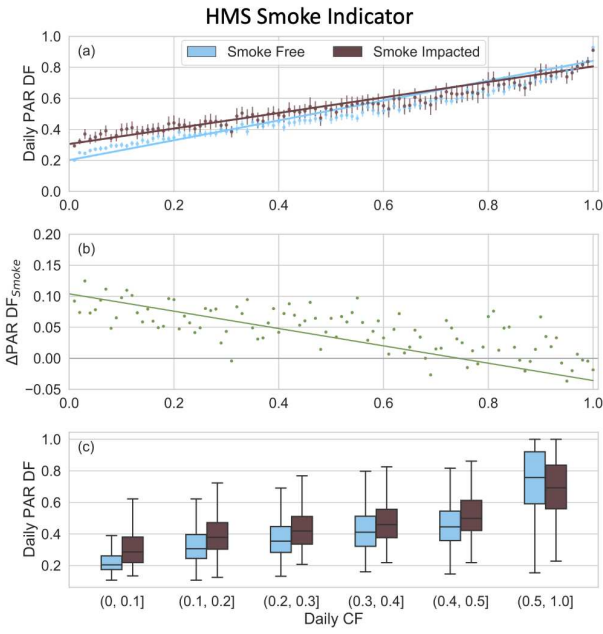 HMS Smoke Indicator
(a)
Smoke Free
Smoke Impacted
Daily PAR DF
1.0
0.8
0.6
0.4
0.2
0.0
0.0 0.2 0.4 0.6 0.8 1.0
(b)
ΔPAR DF_Smoke
0.20
0.15
0.10
0.05
0.00
−0.05
0.0 0.2 0.4 0.6 0.8 1.0
(c)
Daily PAR DF
1.0
0.8
0.6
0.4
0.2
(0, 0.1] (0.1, 0.2] (0.2, 0.3] (0.3, 0.4] (0.4, 0.5] (0.5, 1.0]
Daily CF